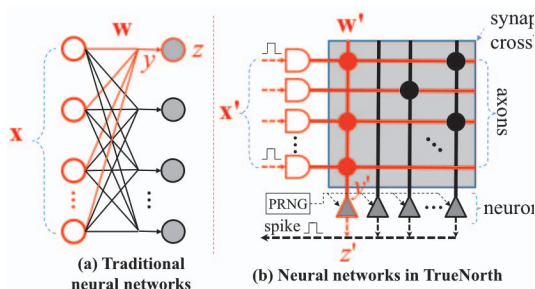 w
y
z
x
(a) Traditional
neural networks
w'
synap
crossb
x'
axons
y'
PRNG
neuron
spike
z'
(b) Neural networks in TrueNorth